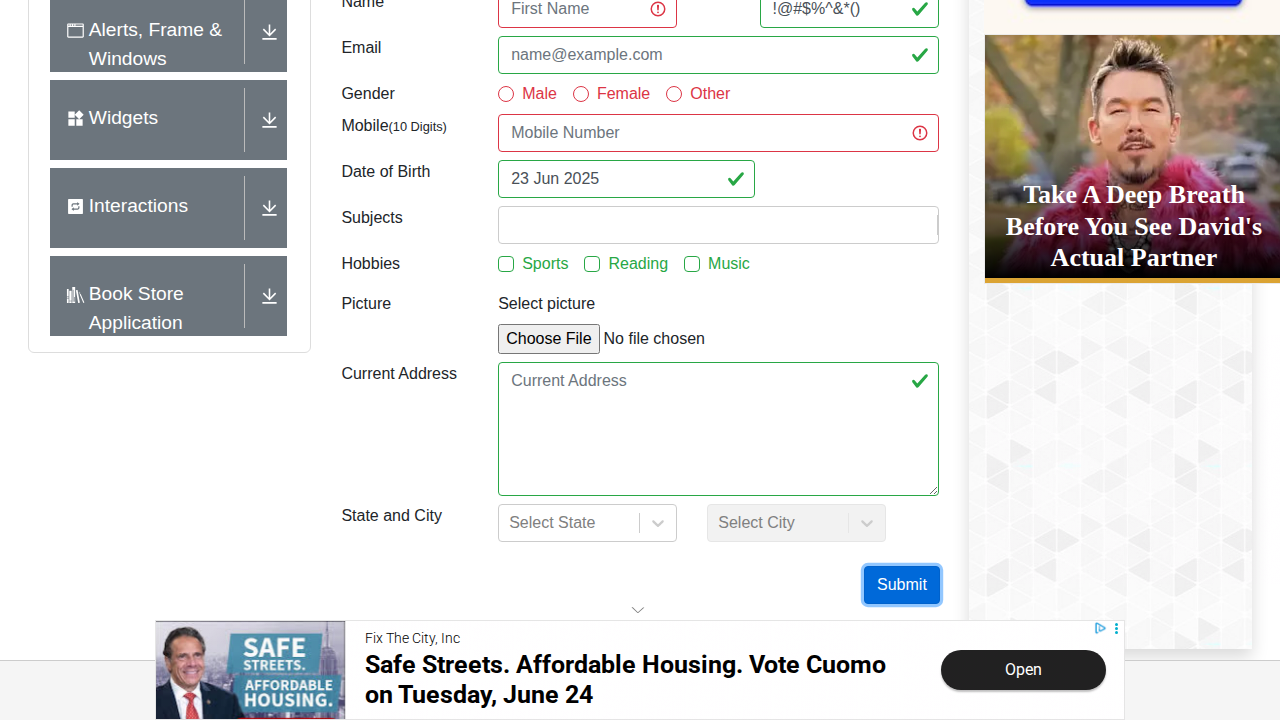 Name
First Name
!@#$%^&*()
Alerts, Frame &
Windows
Email
name@example.com
Gender
Male
Female
Other
Widgets
Mobile(10 Digits)
Mobile Number
Date of Birth
23 Jun 2025
Interactions
Subjects
Hobbies
Sports
Reading
Music
Book Store
Application
Picture
Select picture
Choose File No file chosen
Current Address
Current Address
State and City
Select State
Select City
Submit
Take A Deep Breath
Before You See David's
Actual Partner
SAFE
STREETS.
AFFORDABLE
HOUSING.
Fix The City, Inc
Safe Streets. Affordable Housing. Vote Cuomo
on Tuesday, June 24
Open